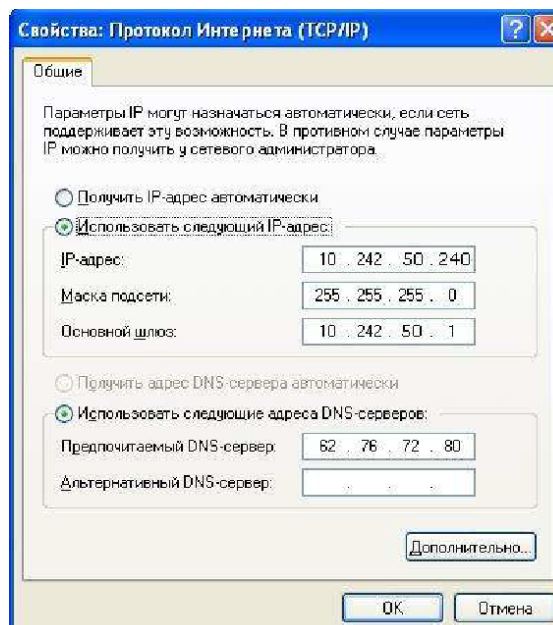 Свойства: Протокол Интернета (TCP/IP)
Общие
Параметры IP могут назначаться автоматически, если сеть
поддерживает эту возможность. В противном случае параметры
IP можно получить у сетевого администратора.
Получить IP-адрес автоматически
Использовать следующий IP-адрес:
IP-адрес: 10 . 242 . 50 . 240
Маска подсети: 255 . 255 . 255 . 0
Основной шлюз: 10 . 242 . 50 . 1
Получить адрес DNS-сервера автоматически
Использовать следующие адреса DNS-серверов:
Предпочитаемый DNS-сервер: 62 . 76 . 72 . 80
Альтернативный DNS-сервер: . . .
Дополнительно...
OK Отмена